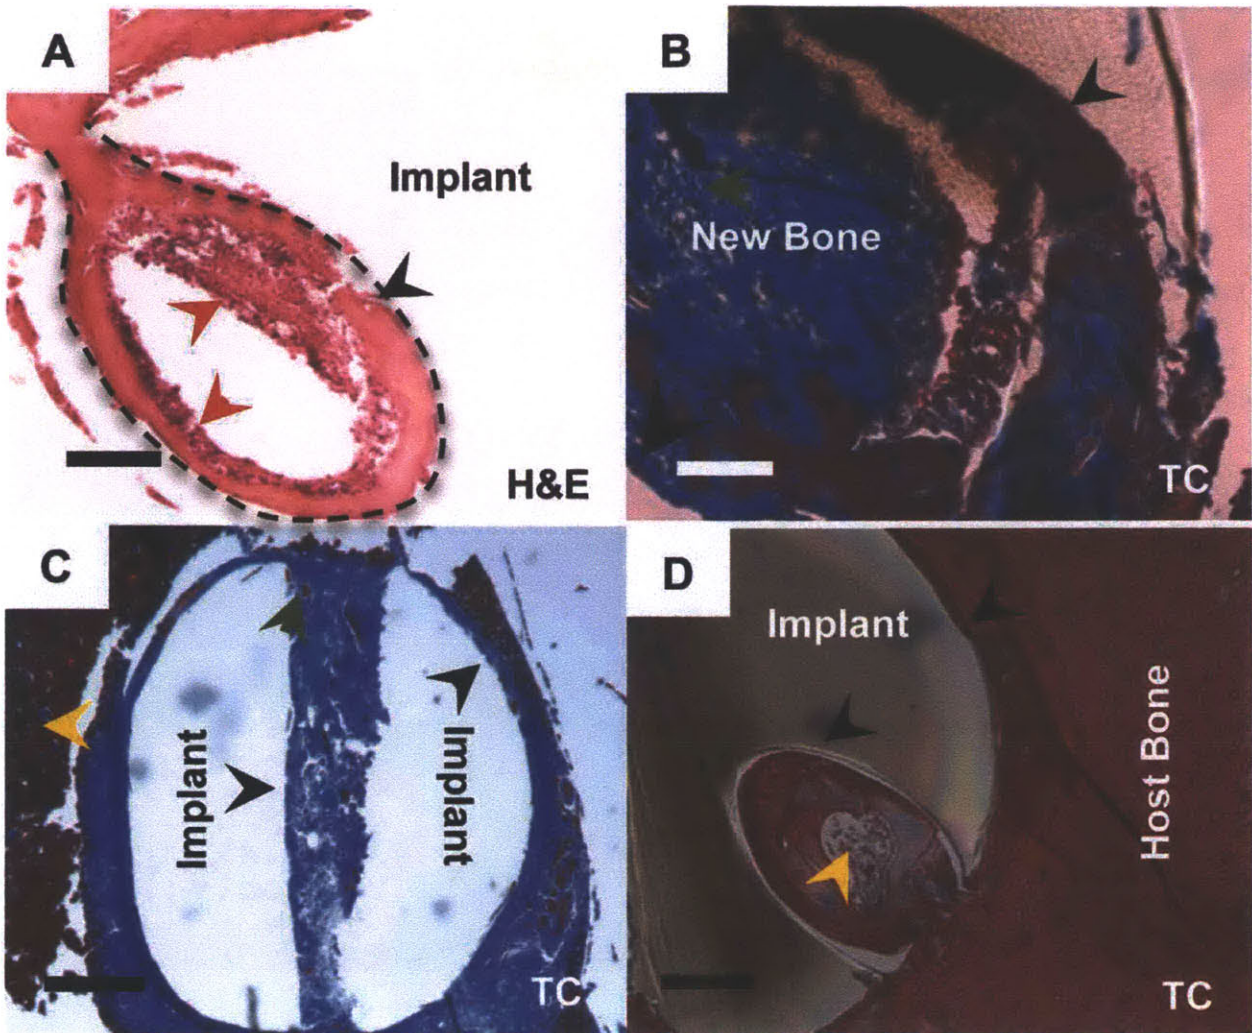 A
Implant
H&E
B
New Bone
TC
C
Implant
Implant
TC
D
Implant
Host Bone
TC